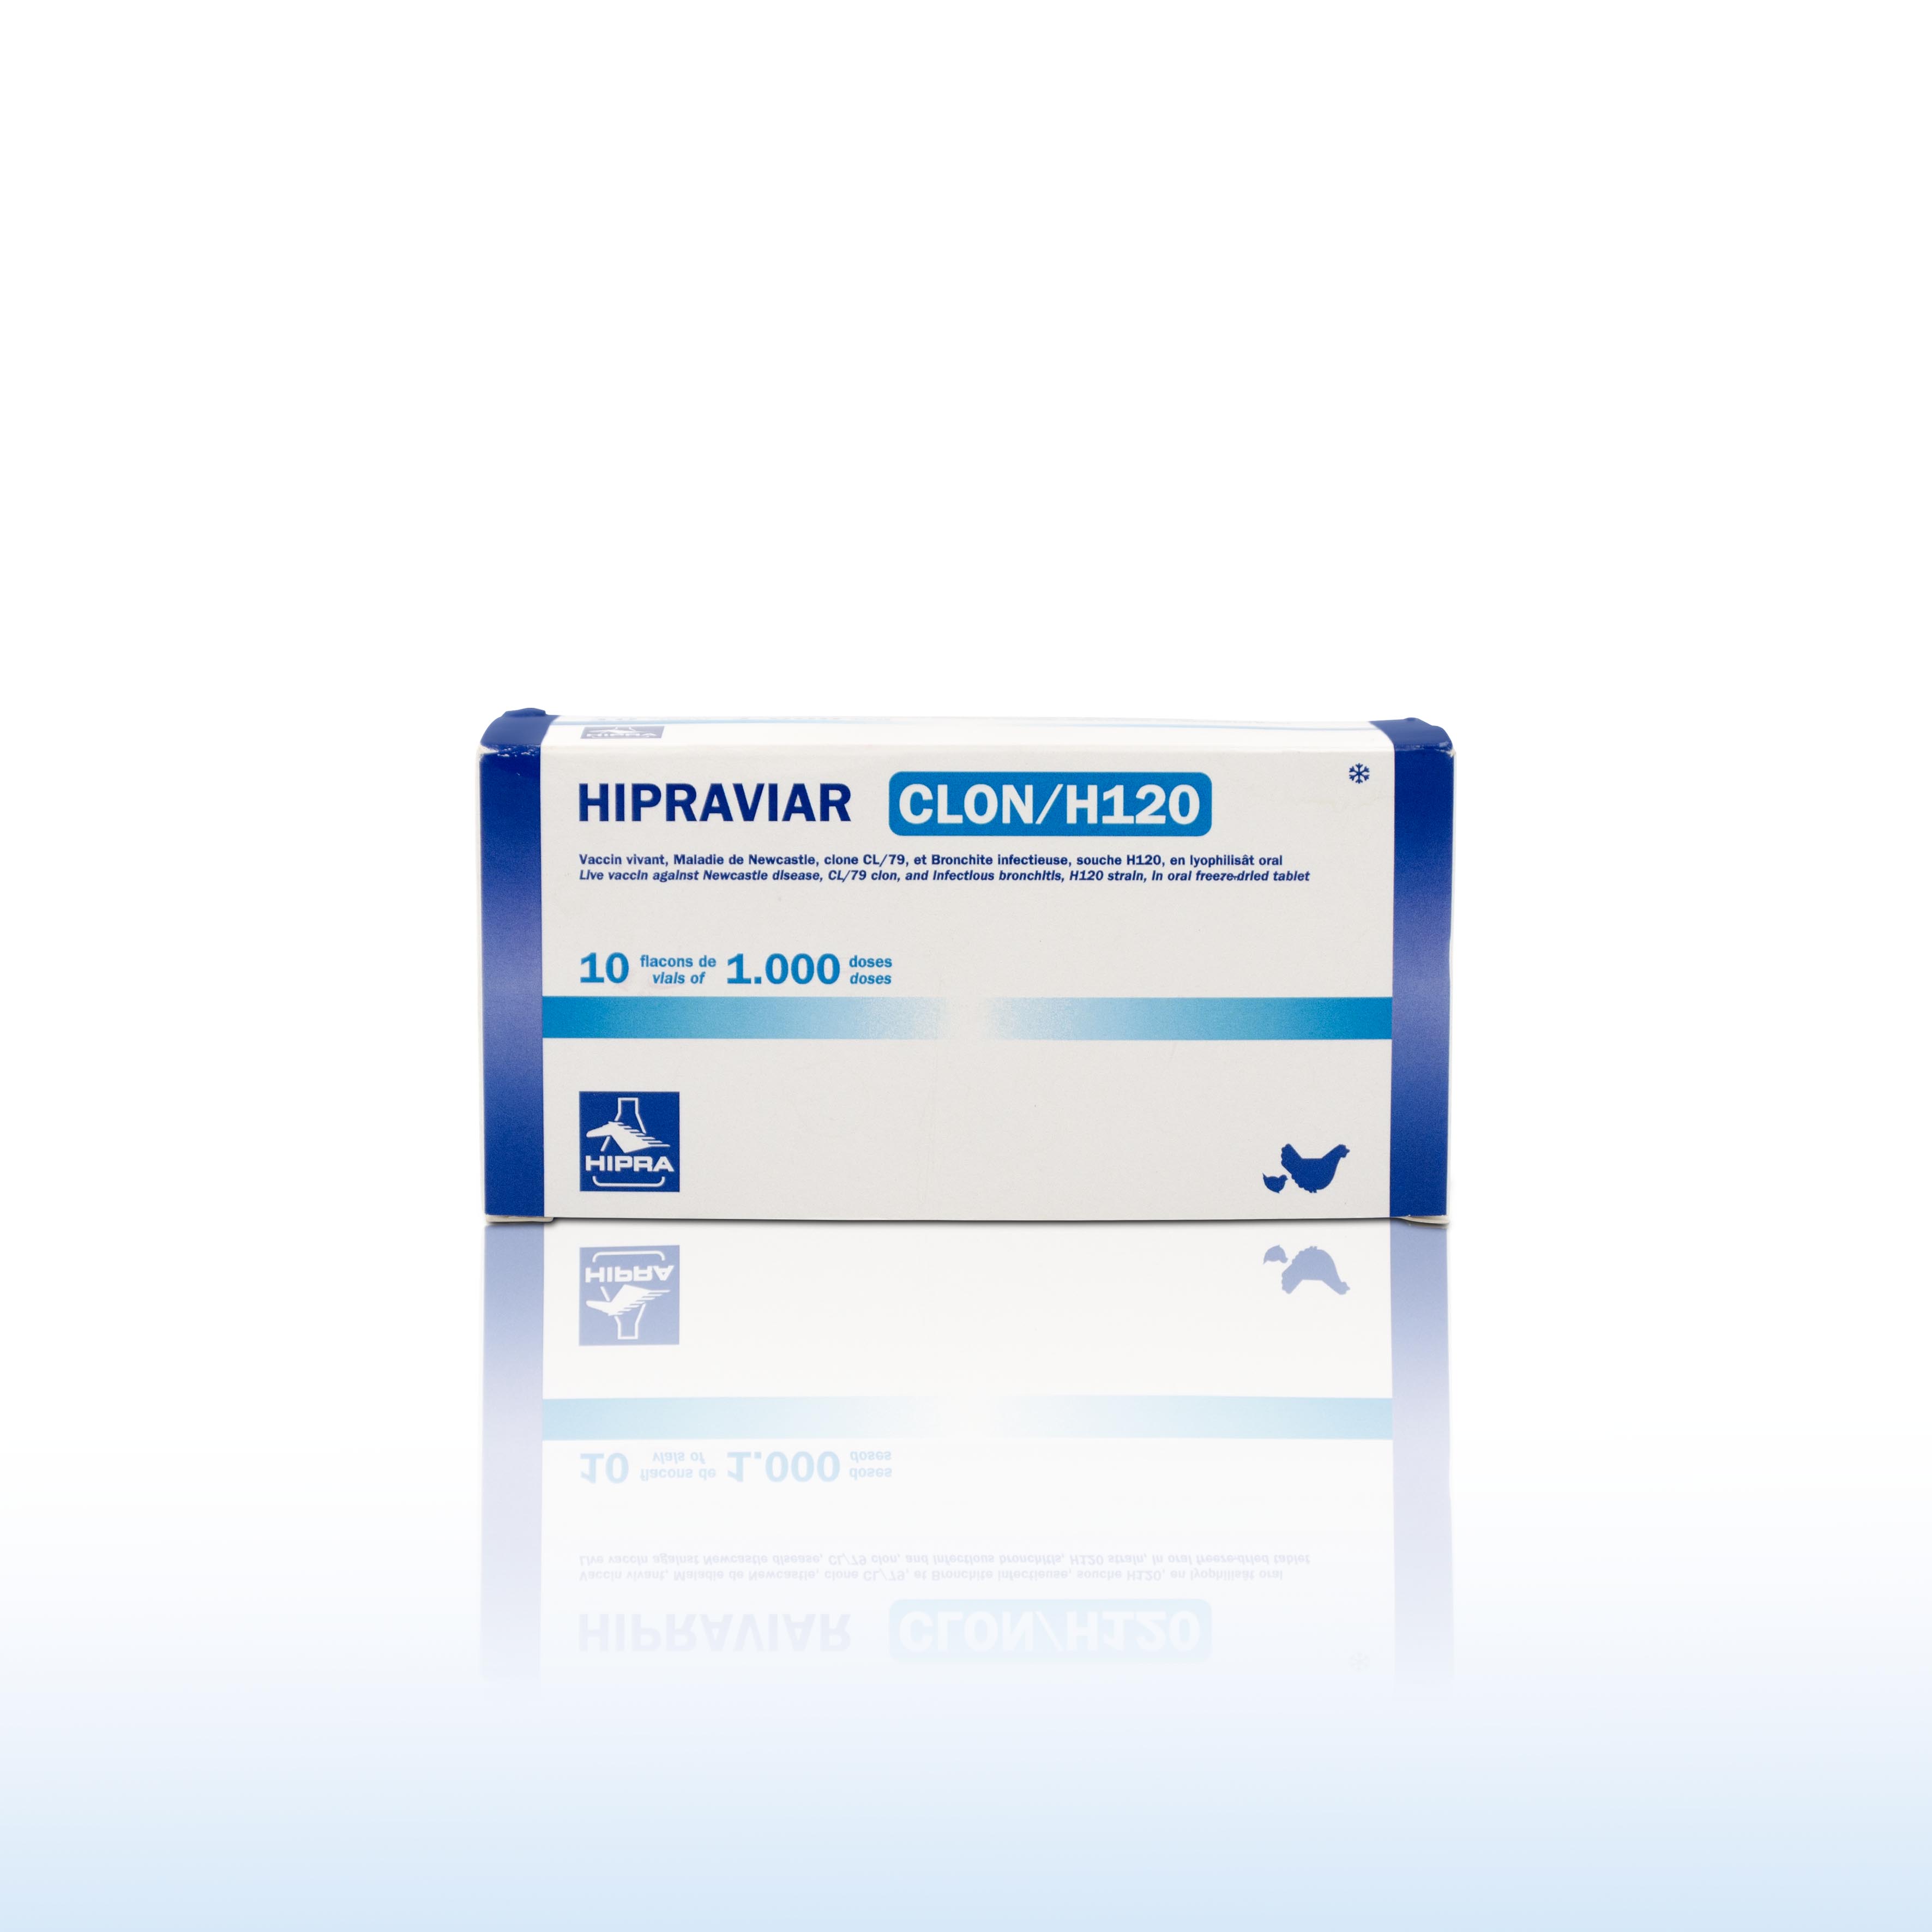 HIPRA
HIPRAVIAR CLON/H120
Vaccin vivant, Maladie de Newcastle, clone CL/79, et Bronchite infectieuse, souche H120, en lyophilisât oral
Live vaccin against Newcastle disease, CL/79 clon, and infectious bronchitis, H120 strain, in oral freeze-dried tablet
10 flacons de 1.000 doses
vials of doses
HIPRA